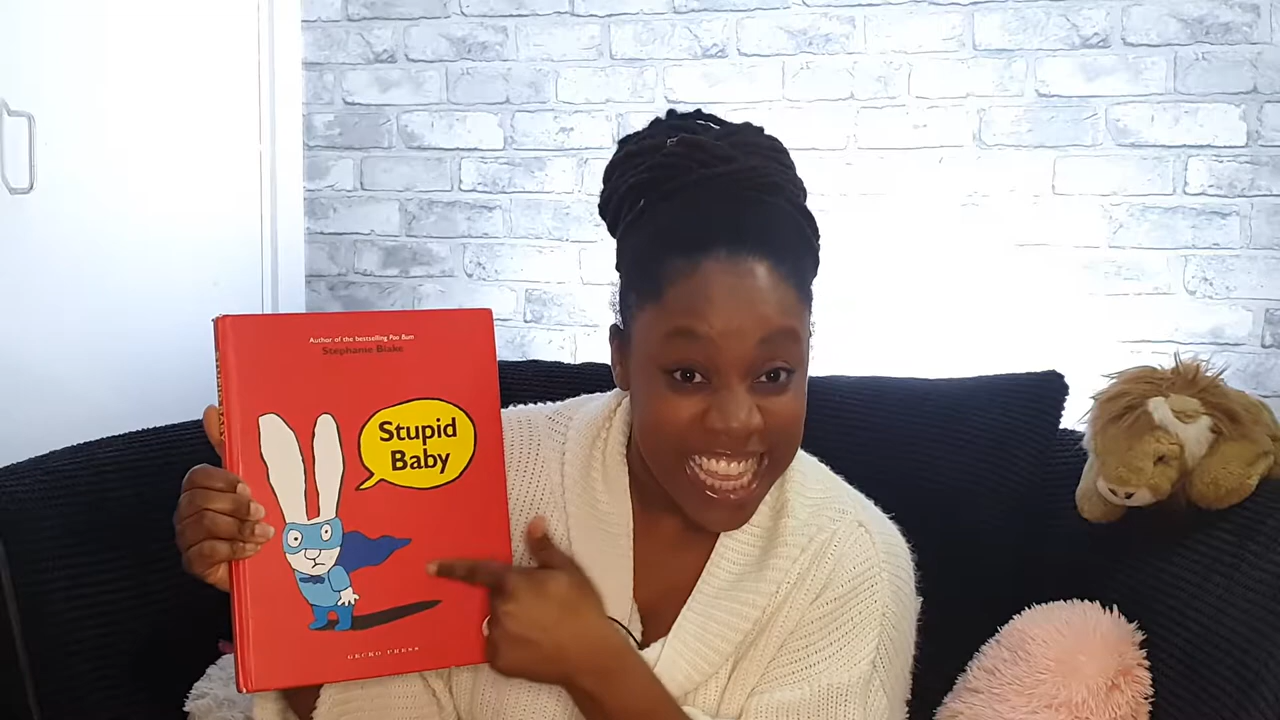 Author of the bestselling Poo Bum
Stephanie Blake
Stupid
Baby
GECKO PRESS